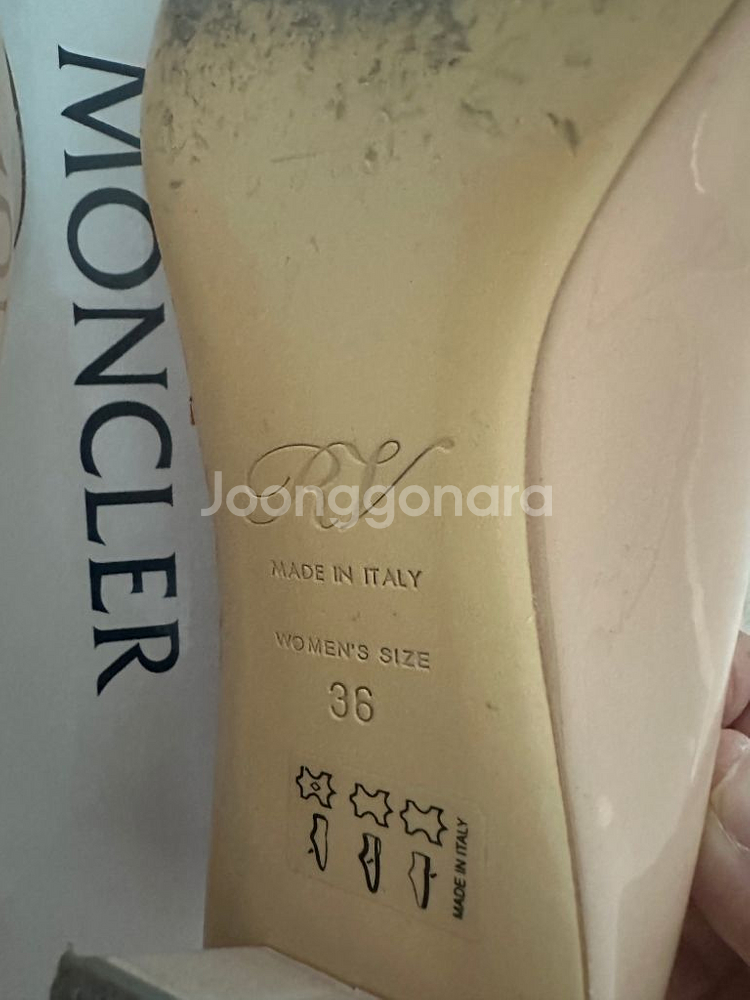 MONCLER
RV
Joonggonara
MADE IN ITALY
WOMEN'S SIZE
36
MADE IN ITALY